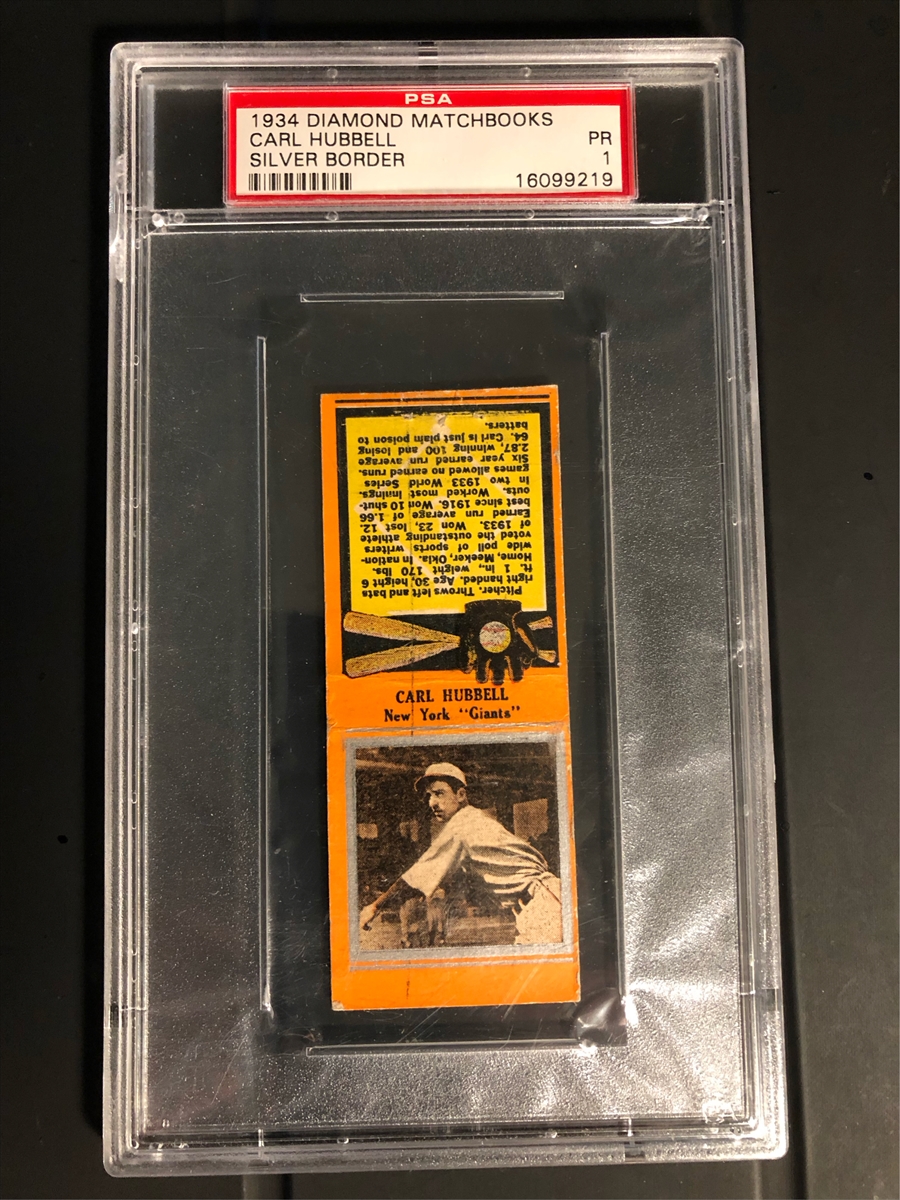 PSA
1934 DIAMOND MATCHBOOKS
CARL HUBBELL PR
SILVER BORDER 1
16099219
Pitcher. Throws left and bats
right handed. Age 30, height 6
ft. 1 in., weight 170 lbs.
Home, Meeker, Okla. In nation-
wide poll of sports writers
voted the outstanding athlete
of 1933. Won 23, lost 12.
Earned run average of 1.66
best since 1916. Won 10 shut-
outs. Worked most innings.
In two 1933 World Series
games allowed no earned runs.
Six year earned run average
2.87, winning 100 and losing
64. Carl is just plain poison to
batters.
CARL HUBBELL
New York "Giants"